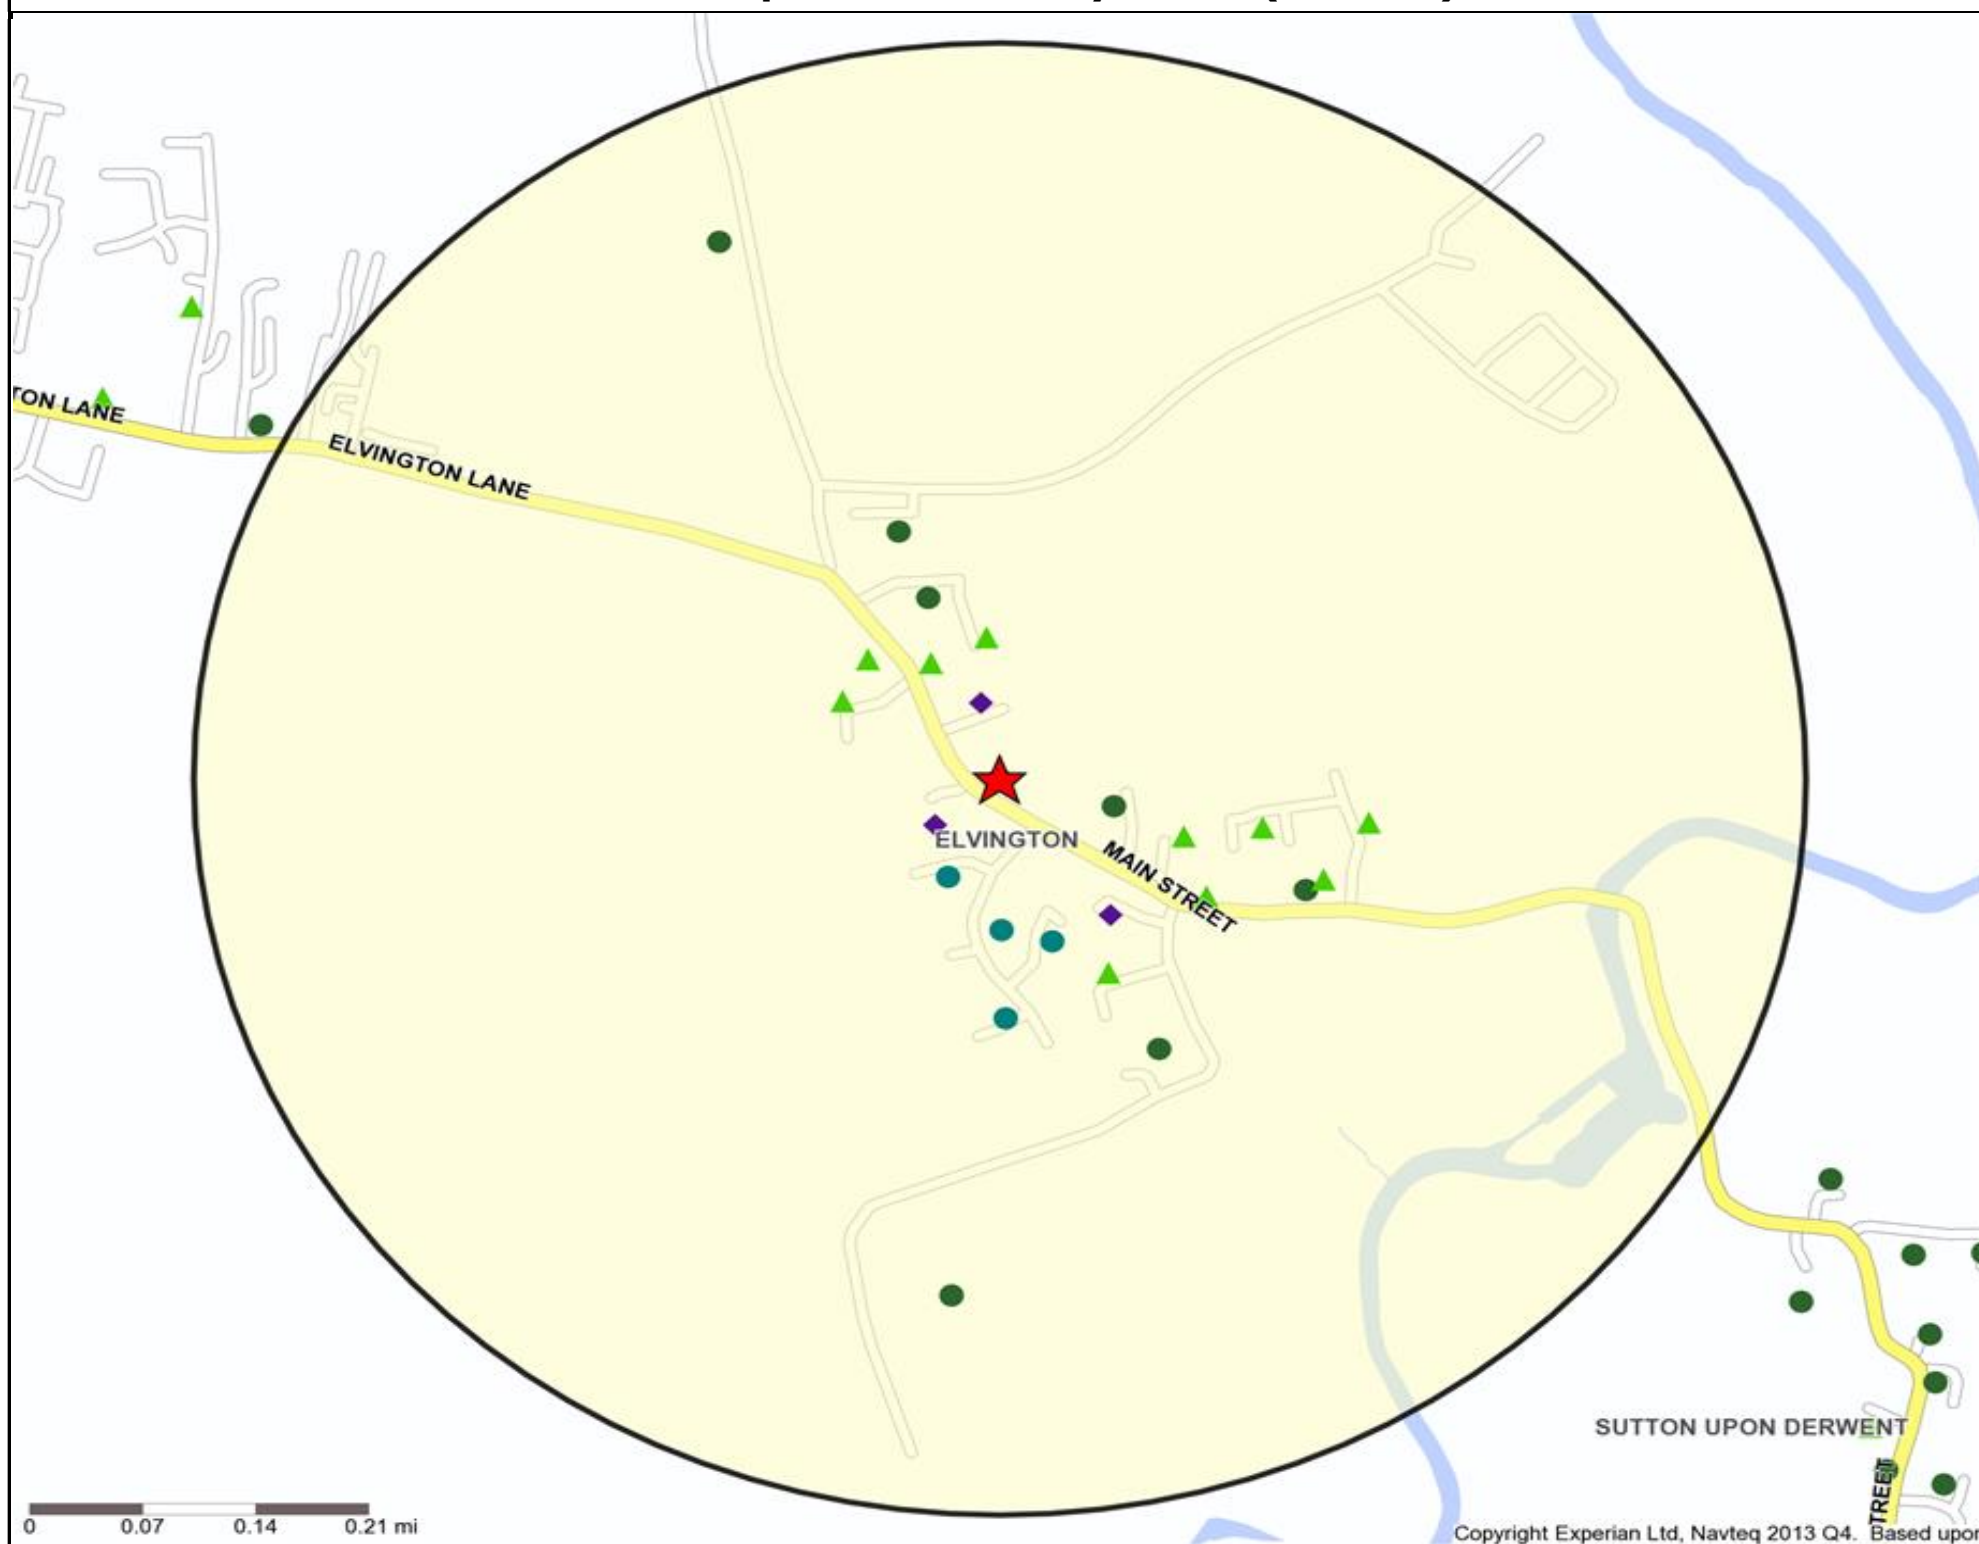 TON LANE
ELVINGTON LANE
ELVINGTON
MAIN STREET
SUTTON UPON DERWENT
TREET
0 0.07 0.14 0.21 mi
Copyright Experian Ltd, Navteq 2013 Q4. Based upon